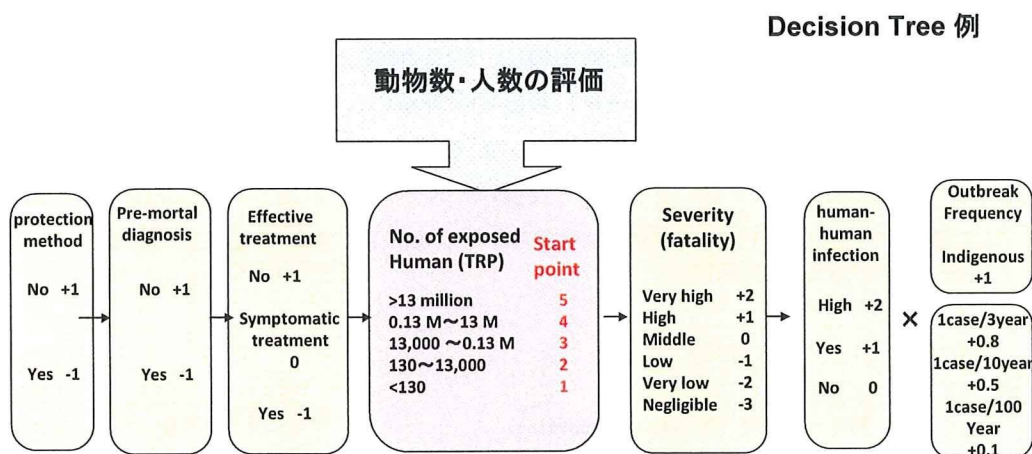 Decision Tree 例
動物数・人数の評価
protection
method
No +1
Yes -1
Pre-mortal
diagnosis
No +1
Yes -1
Effective
treatment
No +1
Symptomatic
treatment
0
Yes -1
No. of exposed
Human (TRP)
Start
point
>13 million 5
0.13 M～13 M 4
13,000 ～0.13 M 3
130～13,000 2
<130 1
Severity
(fatality)
Very high +2
High +1
Middle 0
Low -1
Very low -2
Negligible -3
human-
human
infection
High +2
Yes +1
No 0
×
Outbreak
Frequency
Indigenous
+1
1case/3year
+0.8
1case/10year
+0.5
1case/100
Year
+0.1